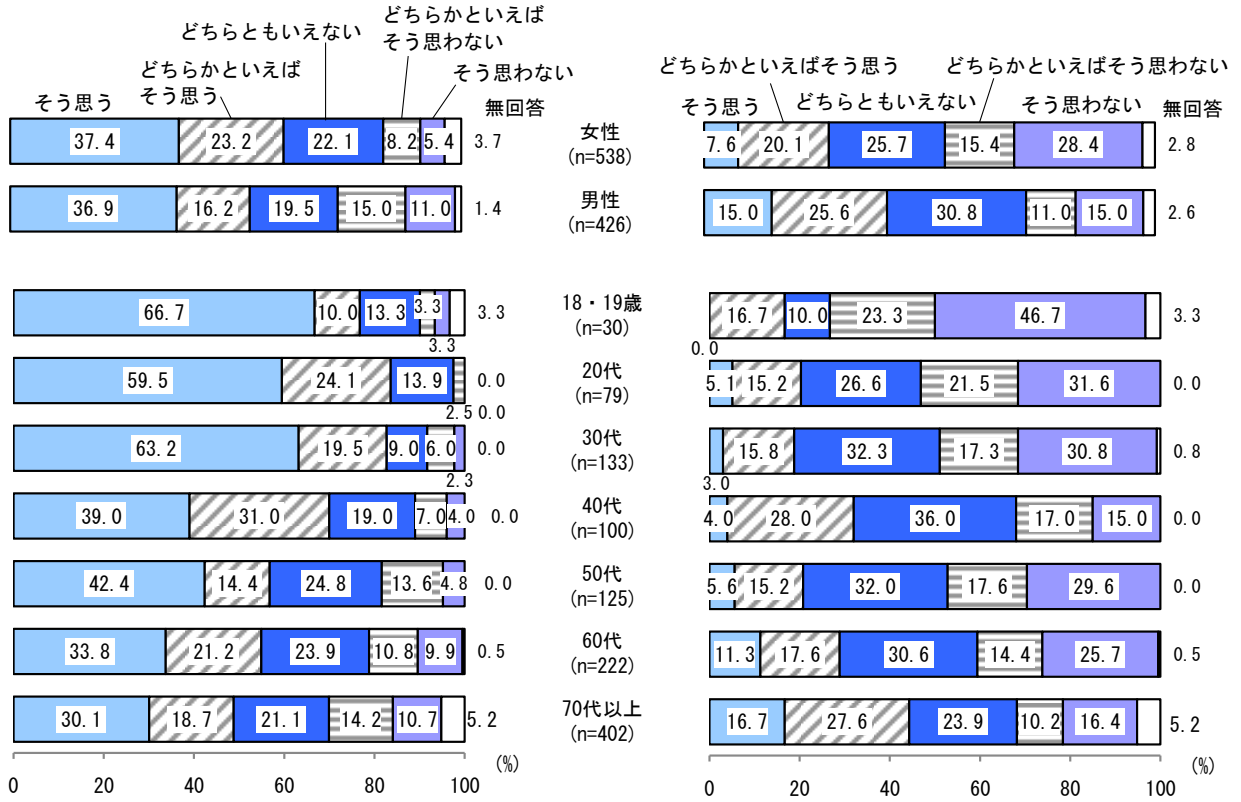 どちらともいえない
どちらかといえば
そう思わない
どちらかといえば
そう思う
そう思わない
そう思う
無回答
どちらかといえばそう思う
どちらかといえばそう思わない
そう思う
どちらともいえない
そう思わない
無回答
37.4 23.2 22.1 8.2 5.4 3.7
女性
(n=538)
7.6 20.1 25.7 15.4 28.4 2.8
36.9 16.2 19.5 15.0 11.0 1.4
男性
(n=426)
15.0 25.6 30.8 11.0 15.0 2.6
66.7 10.0 13.3 3.3 3.3
3.3
18・19歳
(n=30)
16.7 10.0 23.3 46.7 3.3
0.0
59.5 24.1 13.9 0.0
2.5 0.0
20代
(n=79)
5.1 15.2 26.6 21.5 31.6 0.0
63.2 19.5 9.0 6.0 0.0
2.3
30代
(n=133)
15.8 32.3 17.3 30.8 0.8
3.0
39.0 31.0 19.0 7.0 4.0 0.0
40代
(n=100)
4.0 28.0 36.0 17.0 15.0 0.0
42.4 14.4 24.8 13.6 4.8 0.0
50代
(n=125)
5.6 15.2 32.0 17.6 29.6 0.0
33.8 21.2 23.9 10.8 9.9 0.5
60代
(n=222)
11.3 17.6 30.6 14.4 25.7 0.5
30.1 18.7 21.1 14.2 10.7 5.2
70代以上
(n=402)
16.7 27.6 23.9 10.2 16.4 5.2
(%)
0 20 40 60 80 100
(%)
0 20 40 60 80 100